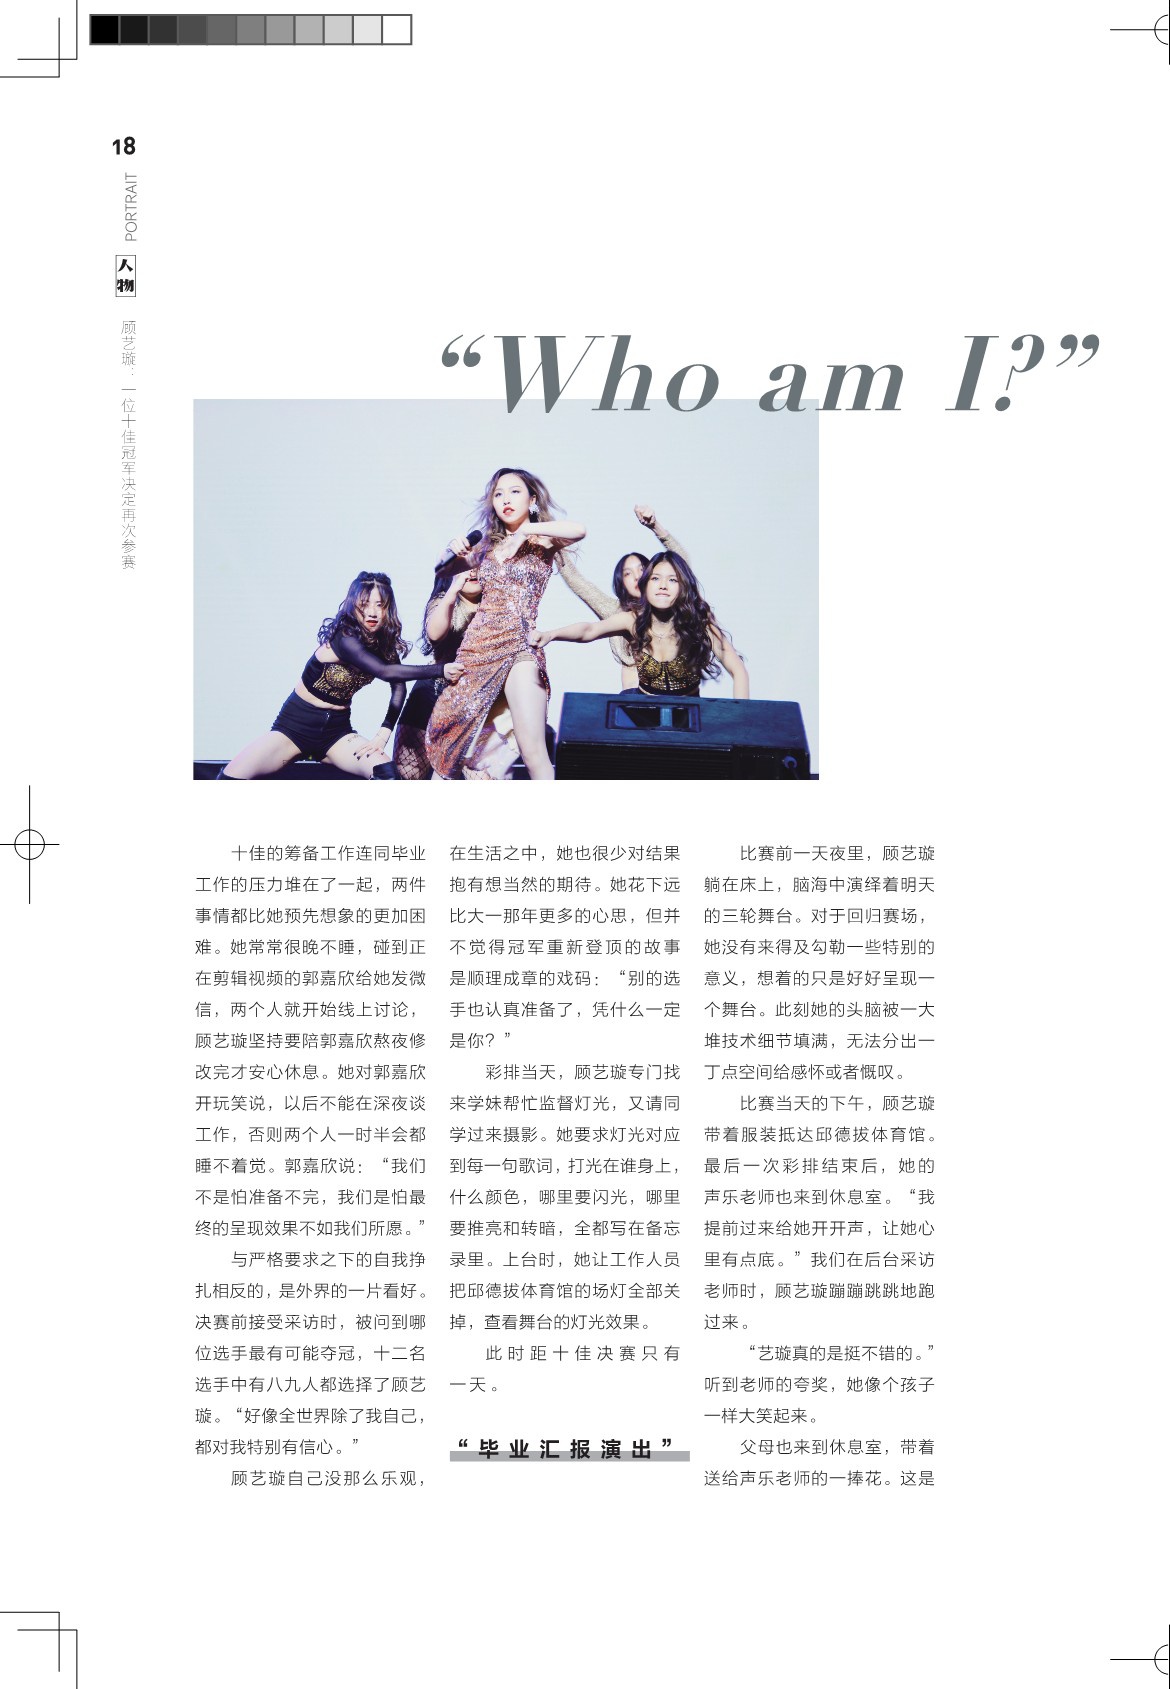 18
PORTRAIT
人物
顾艺璇：一位十佳冠军决定再次参赛
“Who am I?”
十佳的筹备工作连同毕业
工作的压力堆在了一起，两件
事情都比她预先想象的更加困
难。她常常很晚不睡，碰到正
在剪辑视频的郭嘉欣给她发微
信，两个人就开始线上讨论，
顾艺璇坚持要陪郭嘉欣熬夜修
改完才安心休息。她对郭嘉欣
开玩笑说，以后不能在深夜谈
工作，否则两个人一时半会都
睡不着觉。郭嘉欣说：“我们
不是怕准备不完，我们是怕最
终的呈现效果不如我们所愿。”
与严格要求之下的自我挣
扎相反的，是外界的一片看好。
决赛前接受采访时，被问到哪
位选手最有可能夺冠，十二名
选手中有八九人都选择了顾艺
璇。“好像全世界除了我自己，
都对我特别有信心。”
顾艺璇自己没那么乐观，
在生活之中，她也很少对结果
抱有想当然的期待。她花下远
比大一那年更多的心思，但并
不觉得冠军重新登顶的故事
是顺理成章的戏码：“别的选
手也认真准备了，凭什么一定
是你？”
彩排当天，顾艺璇专门找
来学妹帮忙监督灯光，又请同
学过来摄影。她要求灯光对应
到每一句歌词，打光在谁身上，
什么颜色，哪里要闪光，哪里
要推亮和转暗，全都写在备忘
录里。上台时，她让工作人员
把邱德拔体育馆的场灯全部关
掉，查看舞台的灯光效果。
此时距十佳决赛只有
一天。
“毕业汇报演出”
比赛前一天夜里，顾艺璇
躺在床上，脑海中演绎着明天
的三轮舞台。对于回归赛场，
她没有来得及勾勒一些特别的
意义，想着的只是好好呈现一
个舞台。此刻她的头脑被一大
堆技术细节填满，无法分出一
丁点空间给感怀或者慨叹。
比赛当天的下午，顾艺璇
带着服装抵达邱德拔体育馆。
最后一次彩排结束后，她的
声乐老师也来到休息室。“我
提前过来给她开开声，让她心
里有点底。”我们在后台采访
老师时，顾艺璇蹦蹦跳跳地跑
过来。
“艺璇真的是挺不错的。”
听到老师的夸奖，她像个孩子
一样大笑起来。
父母也来到休息室，带着
送给声乐老师的一捧花。这是